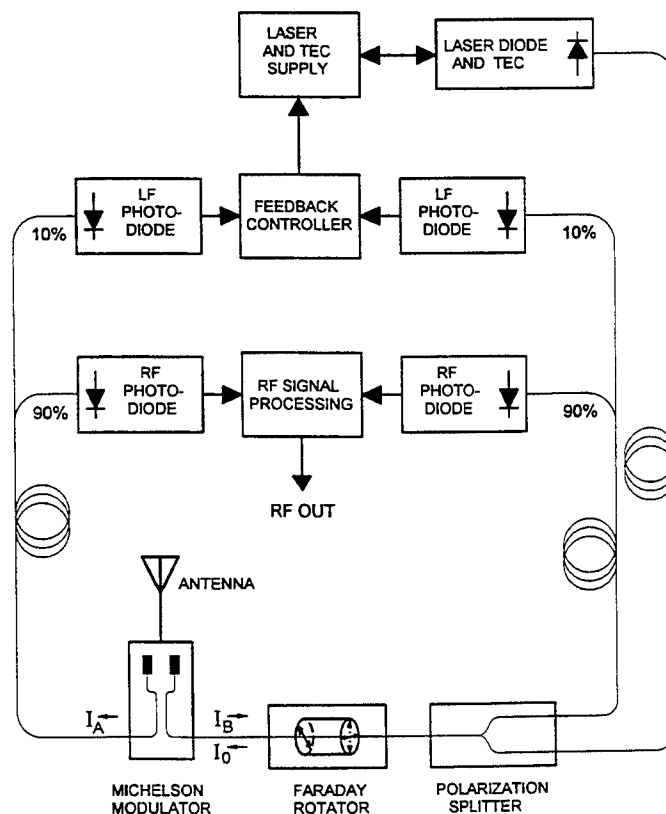 LASER
AND TEC
SUPPLY
LASER DIODE
AND TEC
LF
PHOTO-
DIODE
FEEDBACK
CONTROLLER
LF
PHOTO-
DIODE
10%
10%
RF
PHOTO-
DIODE
RF SIGNAL
PROCESSING
RF
PHOTO-
DIODE
90%
90%
RF OUT
ANTENNA
I_A
I_B
I_0
MICHELSON
MODULATOR
FARADAY
ROTATOR
POLARIZATION
SPLITTER